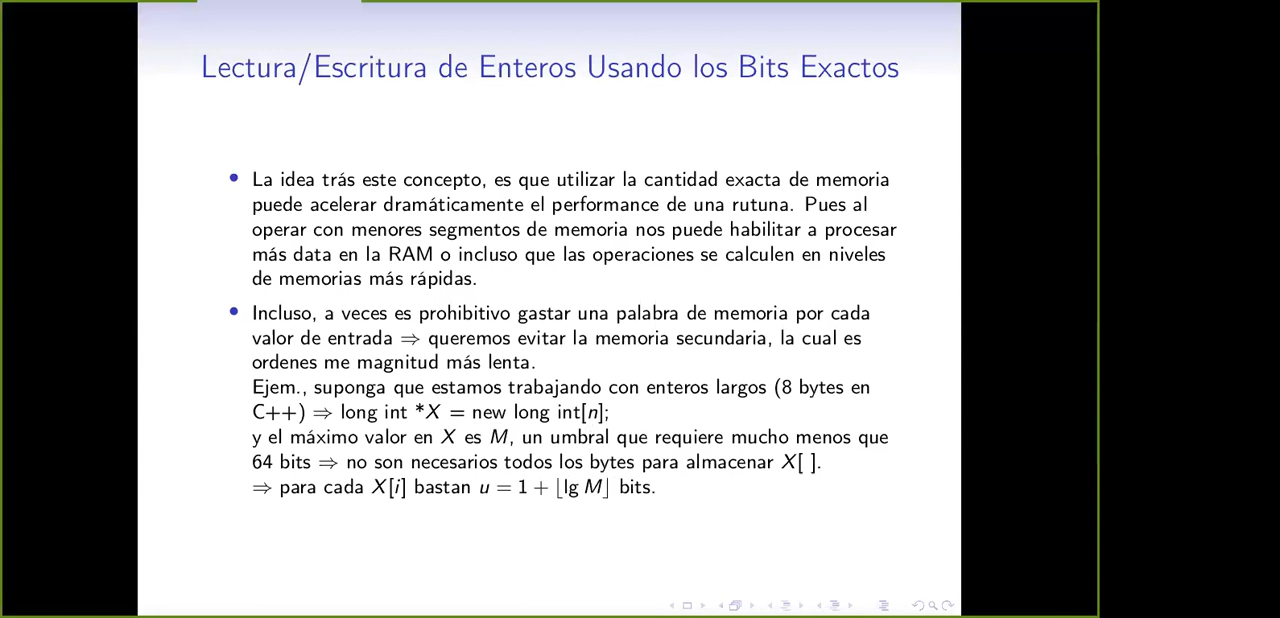 Lectura/Escritura de Enteros Usando los Bits Exactos
• La idea trás este concepto, es que utilizar la cantidad exacta de memoria
puede acelerar dramáticamente el performance de una rutuna. Pues al
operar con menores segmentos de memoria nos puede habilitar a procesar
más data en la RAM o incluso que las operaciones se calculen en niveles
de memorias más rápidas.
• Incluso, a veces es prohibitivo gastar una palabra de memoria por cada
valor de entrada ⇒ queremos evitar la memoria secundaria, la cual es
ordenes me magnitud más lenta.
Ejem., suponga que estamos trabajando con enteros largos (8 bytes en
C++) ⇒ long int *X = new long int[n];
y el máximo valor en X es M, un umbral que requiere mucho menos que
64 bits ⇒ no son necesarios todos los bytes para almacenar X[ ].
⇒ para cada X[i] bastan u = 1 + ⌊lg M⌋ bits.